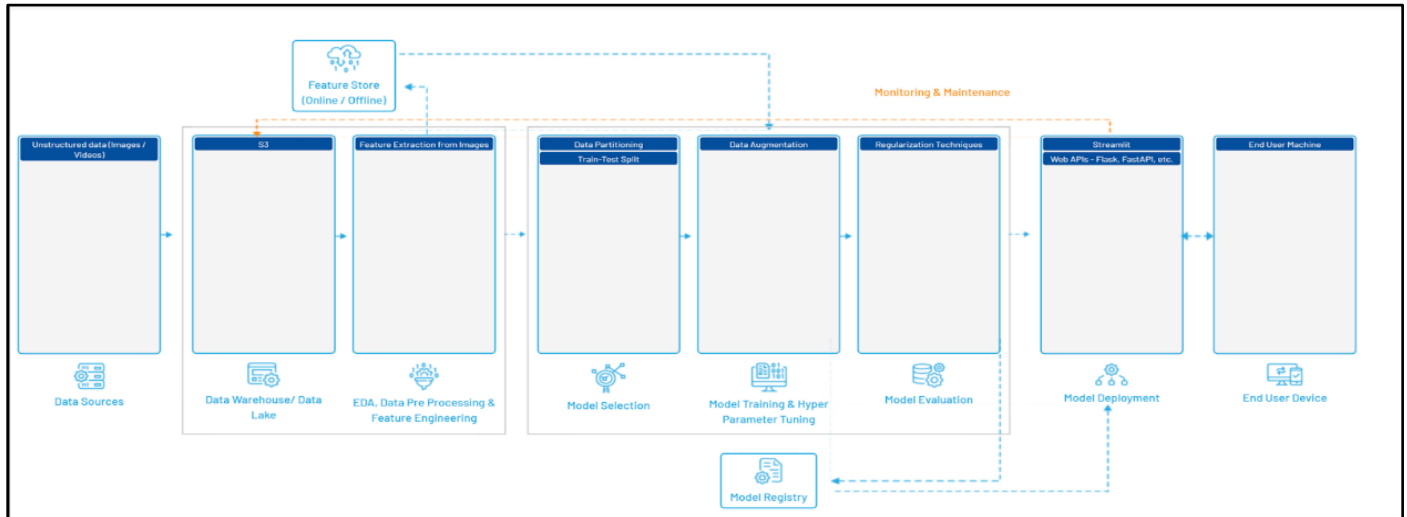 Feature Store
(Online / Offline)
Monitoring & Maintenance
Unstructured data (Images /
Videos)
S3
Feature Extraction from Images
Data Partitioning
Train-Test Split
Data Augmentation
Regularization Techniques
Streamlit
Web APIs - Flask, FastAPI, etc.
End User Machine
Data Sources
Data Warehouse/ Data
Lake
EDA, Data Pre Processing &
Feature Engineering
Model Selection
Model Training & Hyper
Parameter Tuning
Model Evaluation
Model Deployment
End User Device
Model Registry